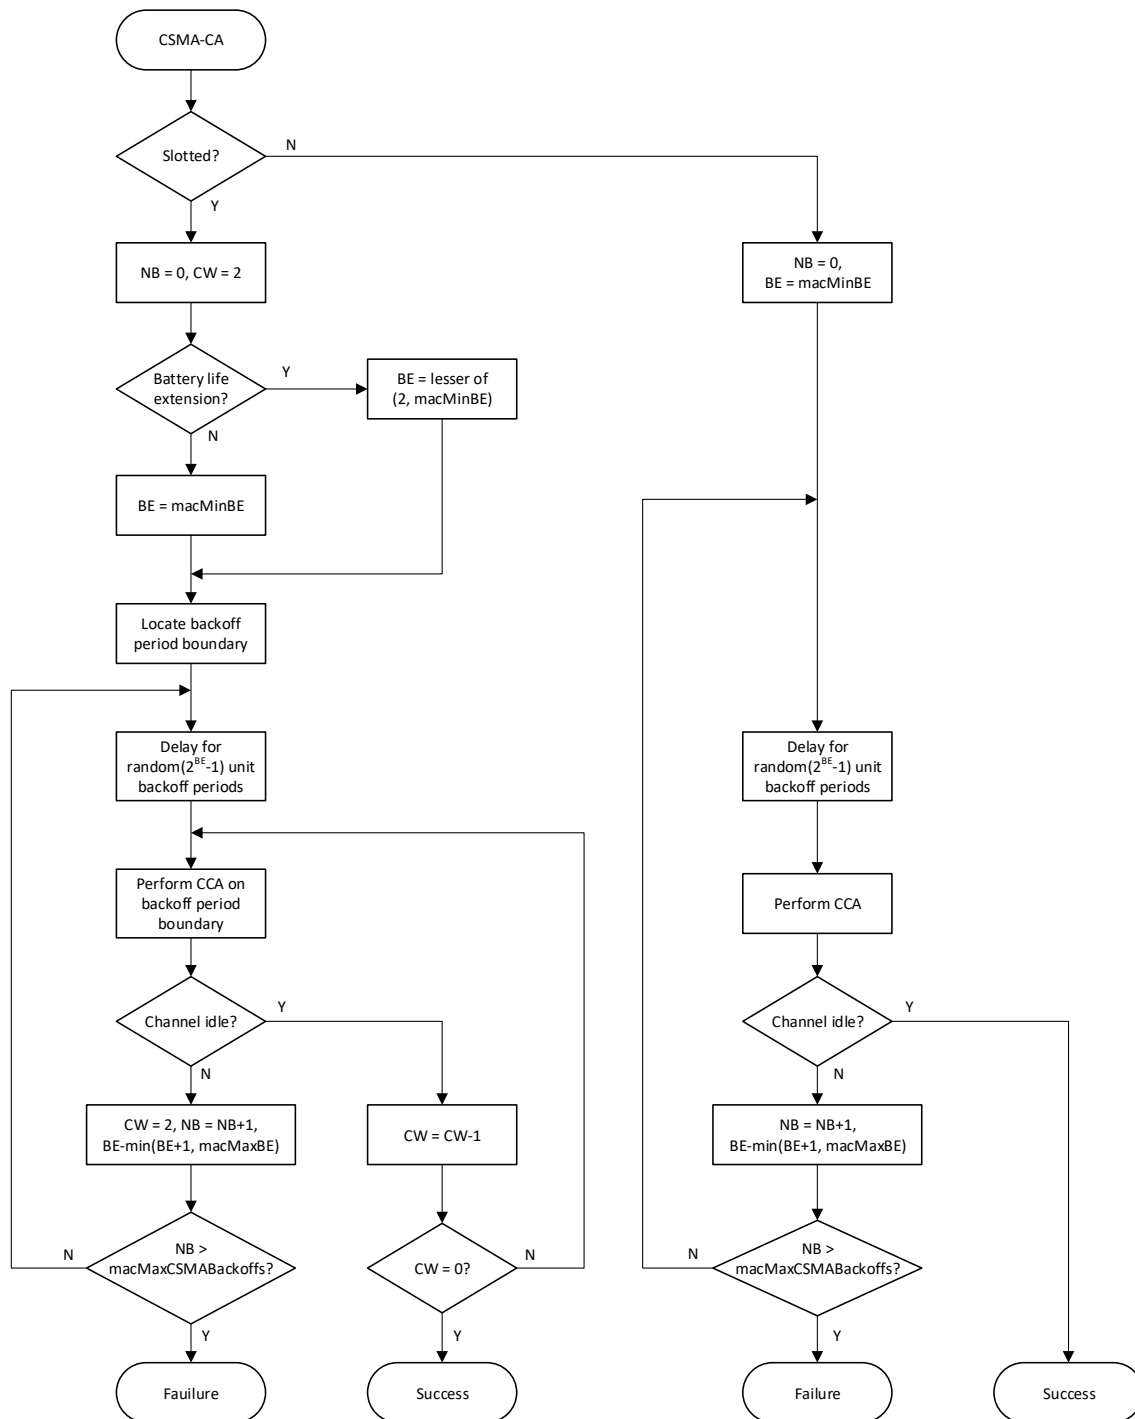 CSMA-CA
Slotted?
N
Y
NB = 0, CW = 2
NB = 0,
BE = macMinBE
Battery life
extension?
Y
N
BE = lesser of
(2, macMinBE)
BE = macMinBE
Locate backoff
period boundary
Delay for
random(2^BE-1) unit
backoff periods
Delay for
random(2^BE-1) unit
backoff periods
Perform CCA on
backoff period
boundary
Perform CCA
Channel idle?
Y
N
Channel idle?
Y
N
CW = 2, NB = NB+1,
BE-min(BE+1, macMaxBE)
CW = CW-1
NB = NB+1,
BE-min(BE+1, macMaxBE)
NB >
macMaxCSMABackoffs?
N
Y
CW = 0?
N
Y
NB >
macMaxCSMABackoffs?
N
Y
Fauilure
Success
Failure
Success